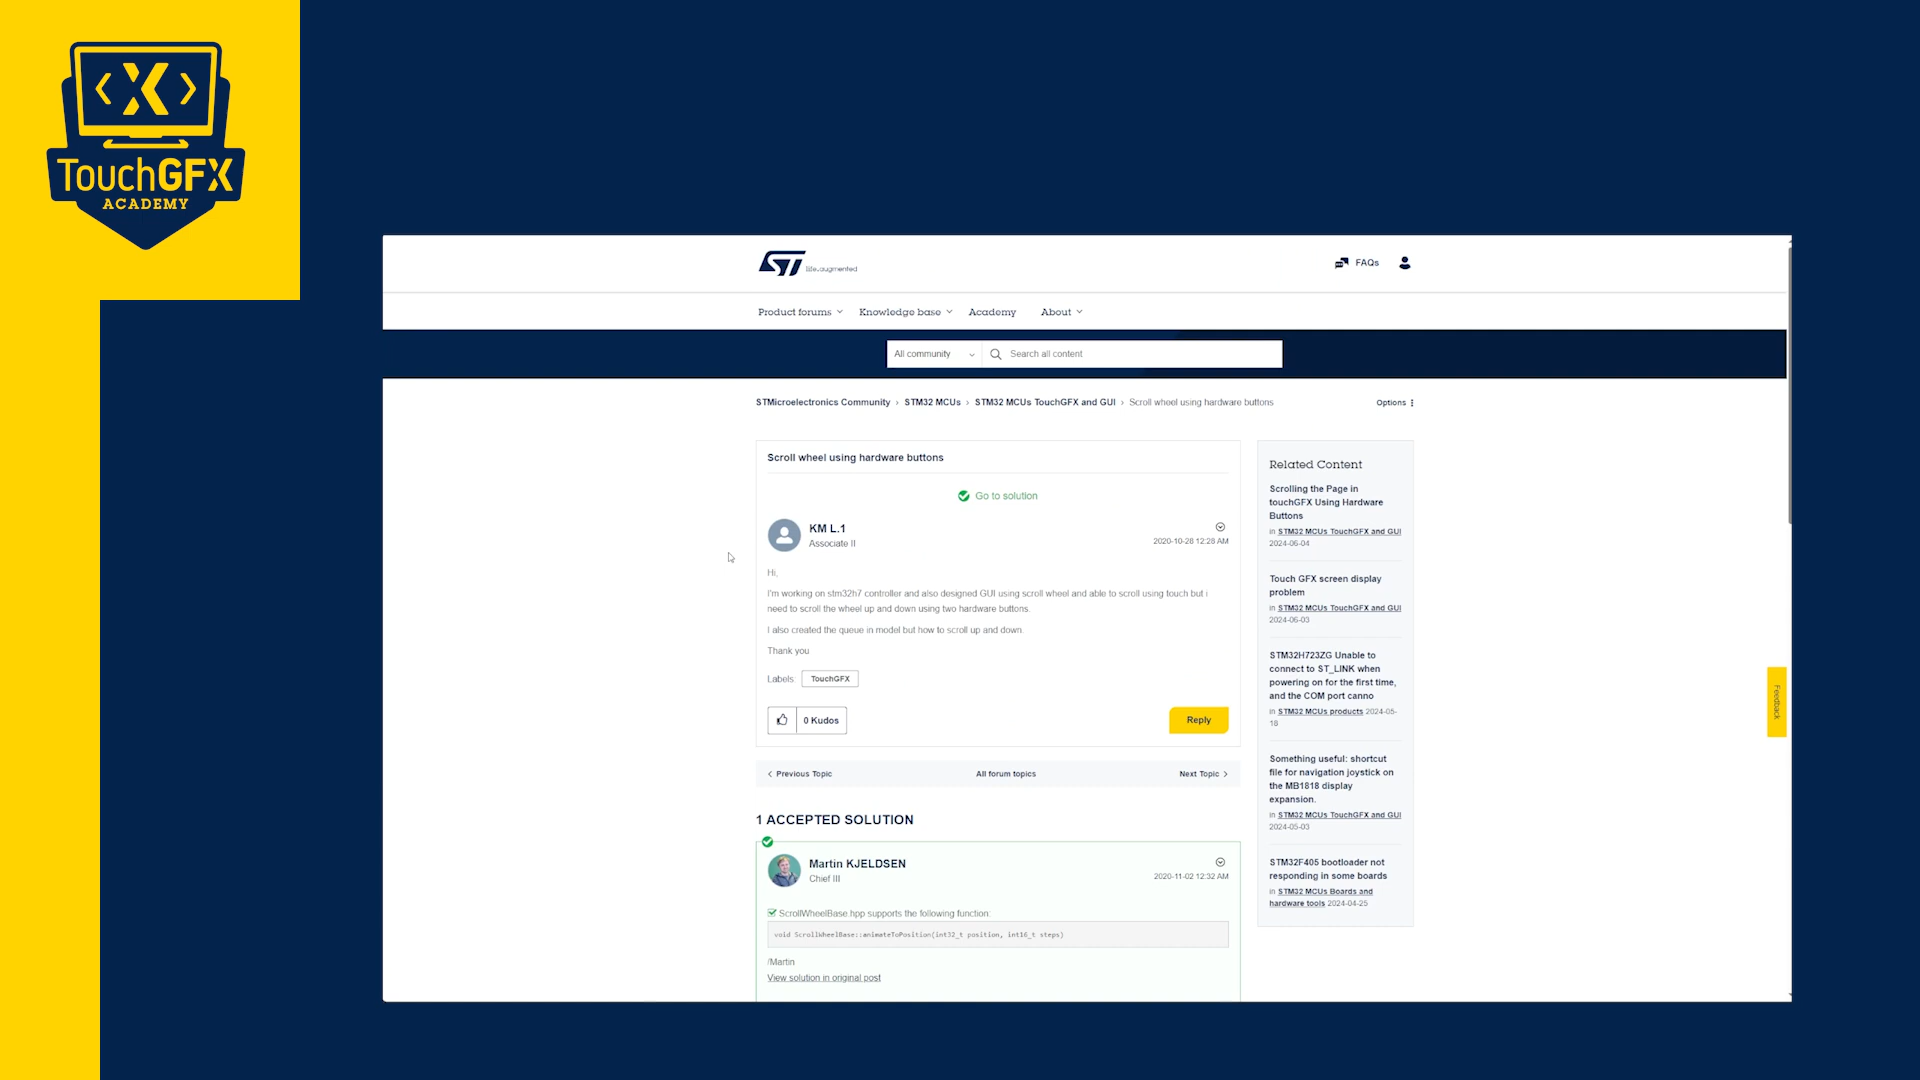 TouchGFX
ACADEMY
ST life.augmented
FAQs
Product forums
Knowledge base
Academy
About
All community
Search all content
STMicroelectronics Community › STM32 MCUs › STM32 MCUs TouchGFX and GUI › Scroll wheel using hardware buttons
Options
Scroll wheel using hardware buttons
Go to solution
KM L.1
Associate II
2020-10-28 12:28 AM
Hi,
I'm working on stm32h7 controller and also designed GUI using scroll wheel and able to scroll using touch but i
need to scroll the wheel up and down using two hardware buttons.
I also created the queue in model but how to scroll up and down.
Thank you
Labels
TouchGFX
0 Kudos
Reply
Previous Topic
All forum topics
Next Topic
1 ACCEPTED SOLUTION
Martin KJELDSEN
Chief III
2020-11-02 12:32 AM
ScrollWheelBase.hpp supports the following function:
void ScrollWheelBase::animateToPosition(int32_t position, int16_t steps)
/Martin
View solution in original post
Related Content
Scrolling the Page in
touchGFX Using Hardware
Buttons
in STM32 MCUs TouchGFX and GUI
2024-06-04
Touch GFX screen display
problem
in STM32 MCUs TouchGFX and GUI
2024-06-03
STM32H723ZG Unable to
connect to ST_LINK when
powering on for the first time,
and the COM port canno
in STM32 MCUs products 2024-05-
18
Something useful: shortcut
file for navigation joystick on
the MB1818 display
expansion.
in STM32 MCUs TouchGFX and GUI
2024-05-03
STM32F405 bootloader not
responding in some boards
in STM32 MCUs Boards and
hardware tools 2024-04-25
Feedback